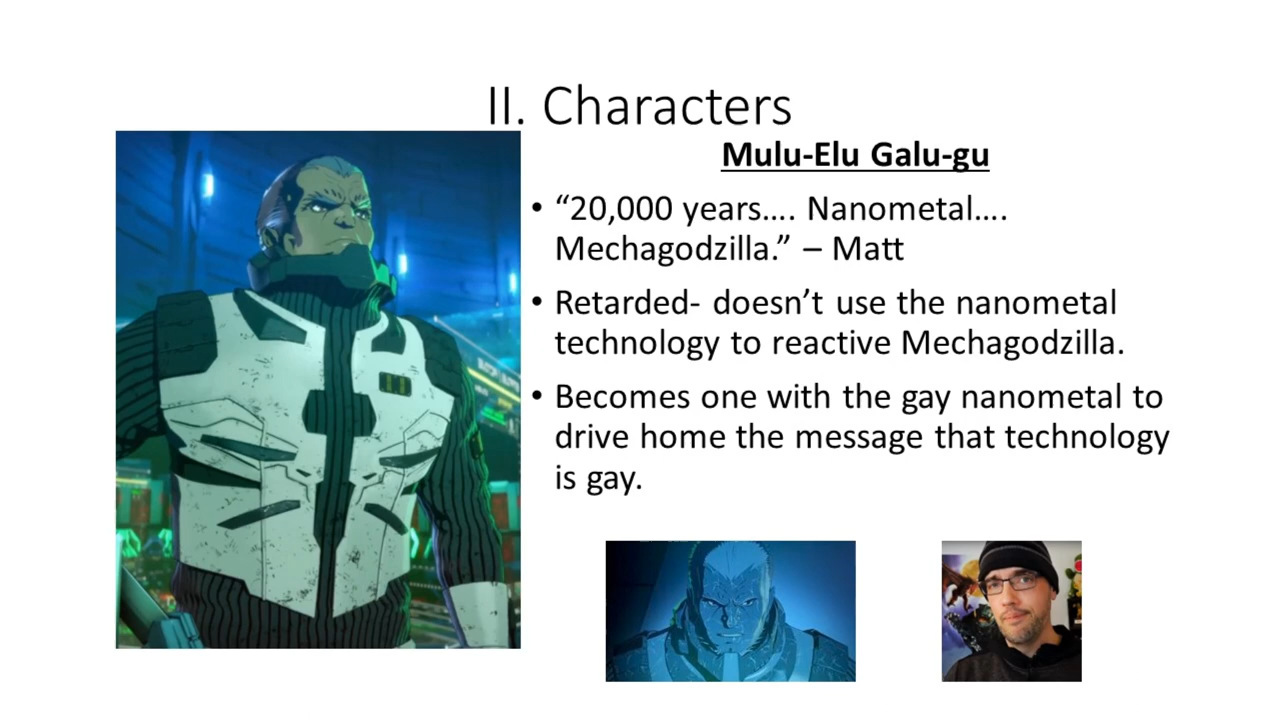 II. Characters
Mulu-Elu Galu-gu
• “20,000 years…. Nanometal….
Mechagodzilla.” – Matt
• Retarded- doesn’t use the nanometal
technology to reactive Mechagodzilla.
• Becomes one with the gay nanometal to
drive home the message that technology
is gay.